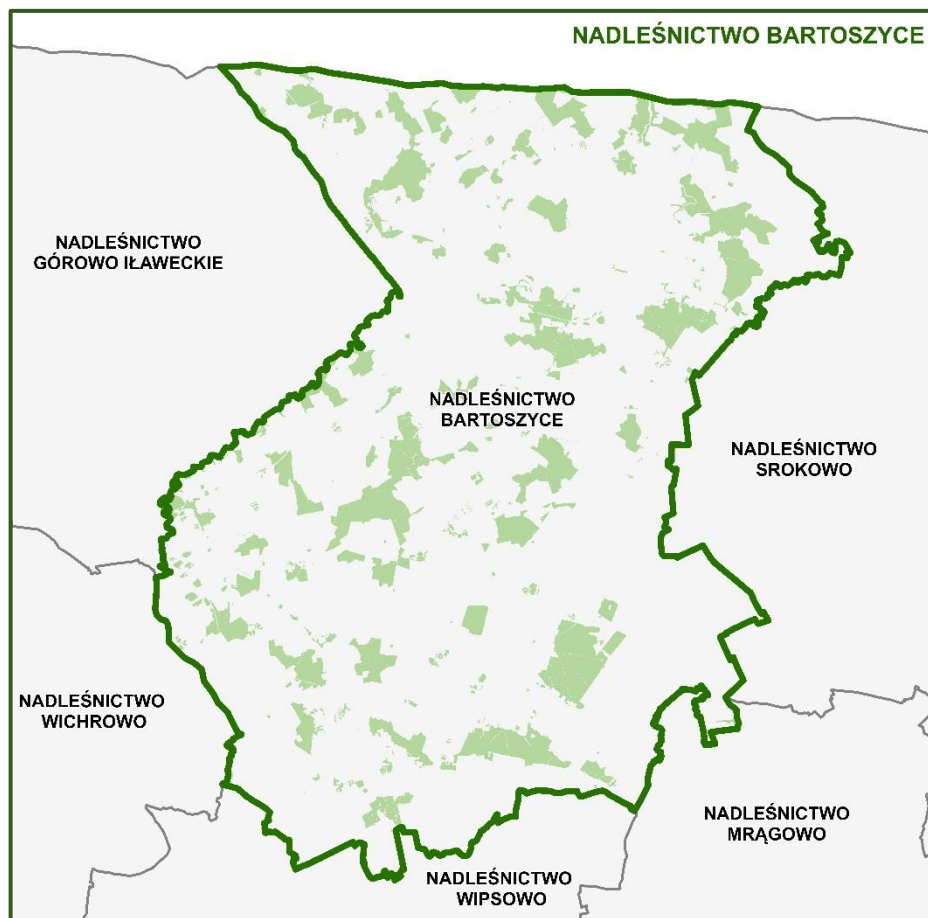 NADLEŚNICTWO BARTOSZYCE
NADLEŚNICTWO
GÓROWO IŁAWECKIE
NADLEŚNICTWO
BARTOSZYCE
NADLEŚNICTWO
SROKOWO
NADLEŚNICTWO
WICHROWO
NADLEŚNICTWO
MRĄGOWO
NADLEŚNICTWO
WIPSOWO